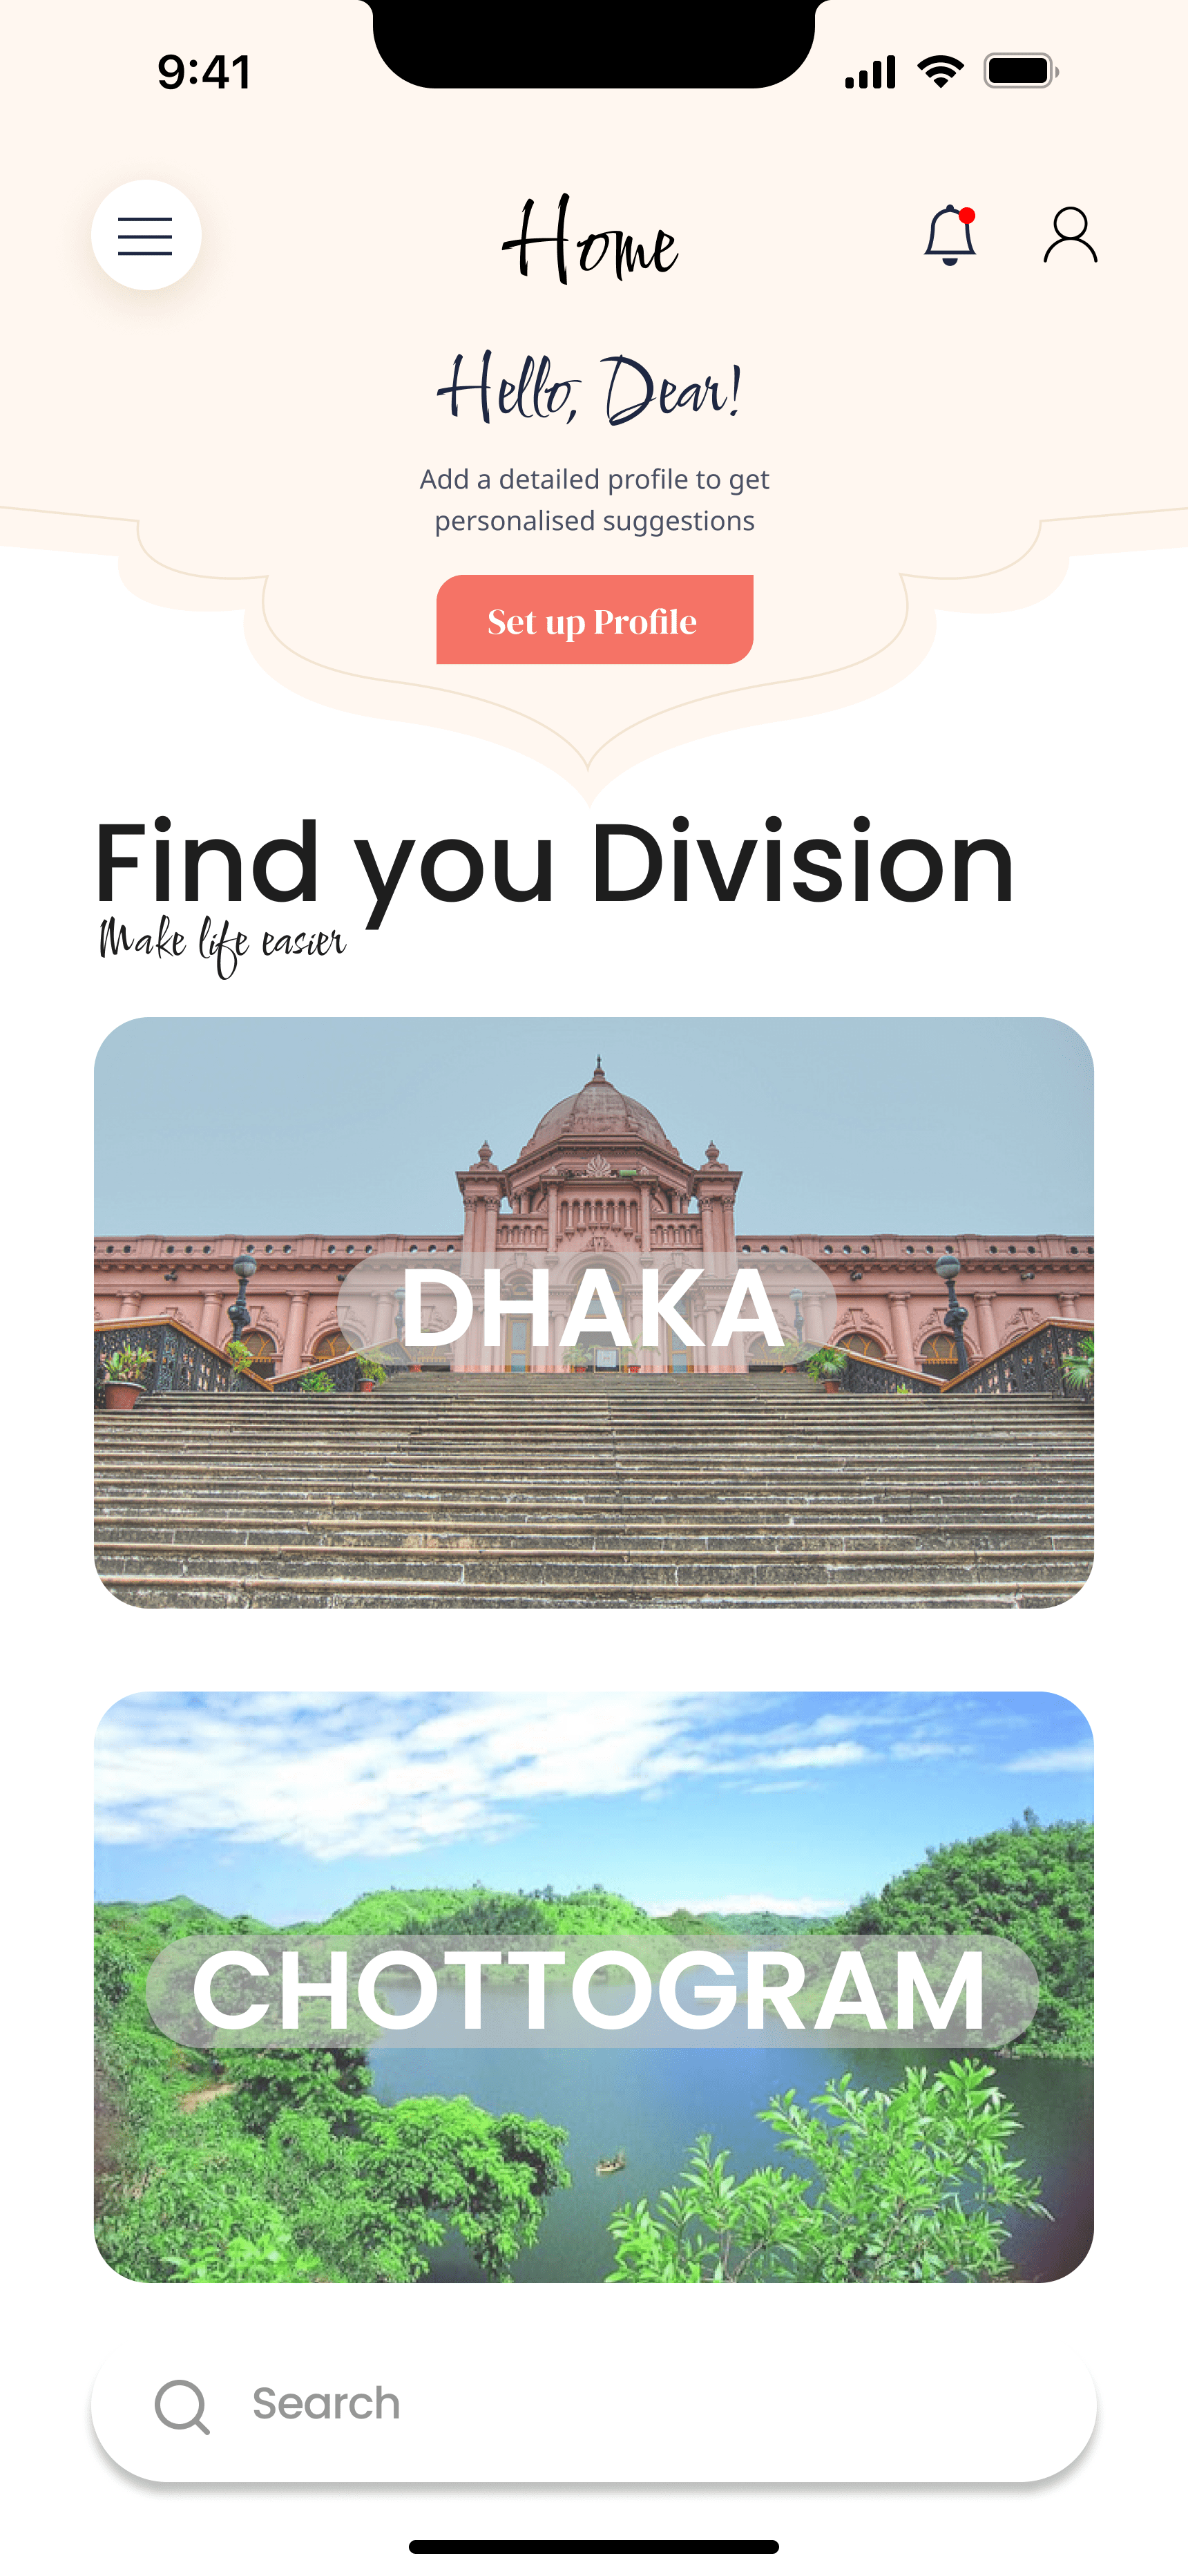 9:41
Home
Hello, Dear!
Add a detailed profile to get
personalised suggestions
Set up Profile
Find you Division
Make life easier
DHAKA
CHOTTOGRAM
Search